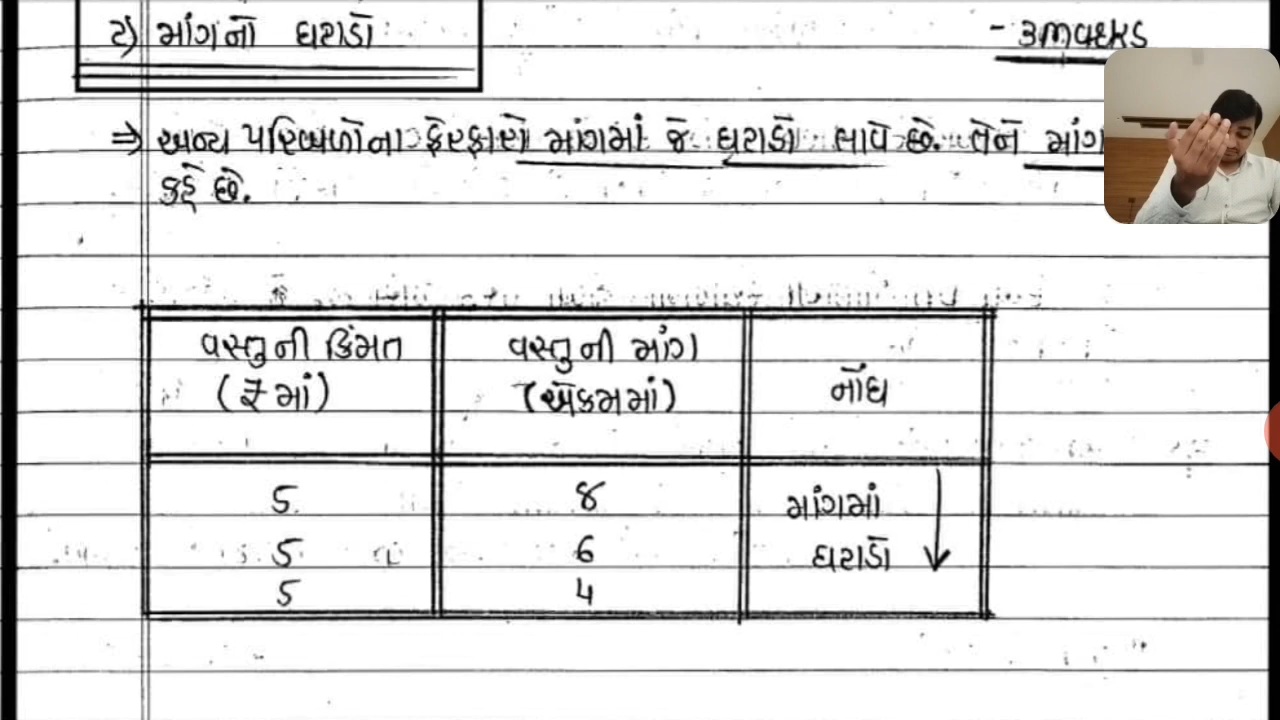 ૨) માંગનો ઘટાડો
- 3 MARKS
⇒ અન્ય પરિબળોના ફેરફારો માંગમાં જે ઘટાડો લાવે છે. તેને માંગ
કહે છે.
વસ્તુની કિંમત
(₹ માં)
વસ્તુની માંગ
(એકમમાં)
નોંધ
5 8 માંગમાં
5 6 ઘટાડો ↓
5 4